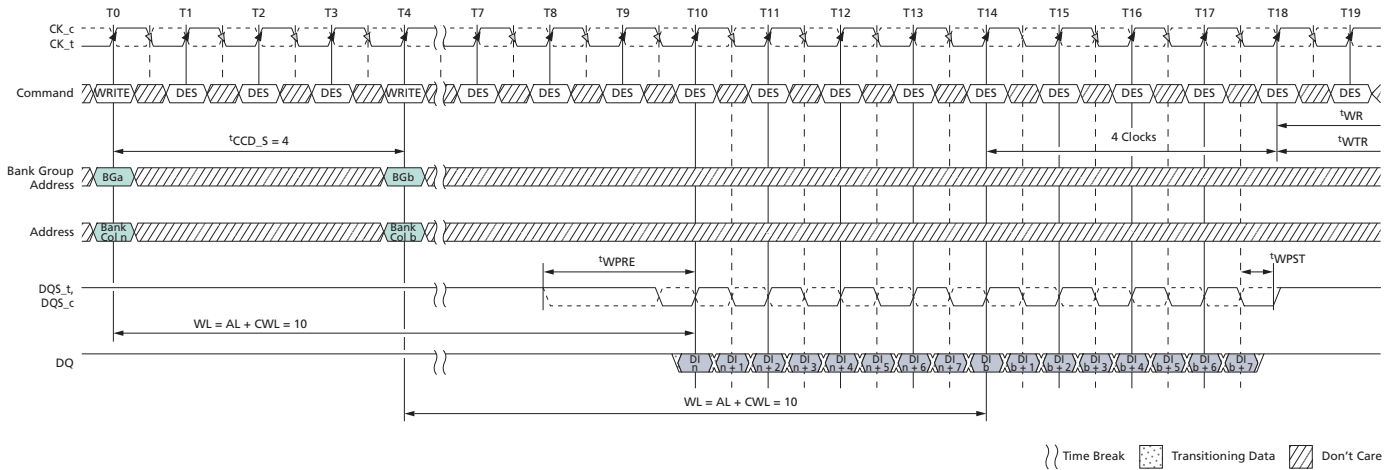 T0 T1 T2 T3 T4 T7 T8 T9 T10 T11 T12 T13 T14 T15 T16 T17 T18 T19
CK_c
CK_t
Command WRITE DES DES DES WRITE DES DES DES DES DES DES DES DES DES DES DES DES DES
tWR
tCCD_S = 4 4 Clocks
tWTR
Bank Group
Address
BGa BGb
Address
Bank
Col n
Bank
Col b
tWPRE tWPST
DQS_t,
DQS_c
WL = AL + CWL = 10
DQ
DI
n
DI
n + 1
DI
n + 2
DI
n + 3
DI
n + 4
DI
n + 5
DI
n + 6
DI
n + 7
DI
b
DI
b + 1
DI
b + 2
DI
b + 3
DI
b + 4
DI
b + 5
DI
b + 6
DI
b + 7
WL = AL + CWL = 10
Time Break Transitioning Data Don't Care